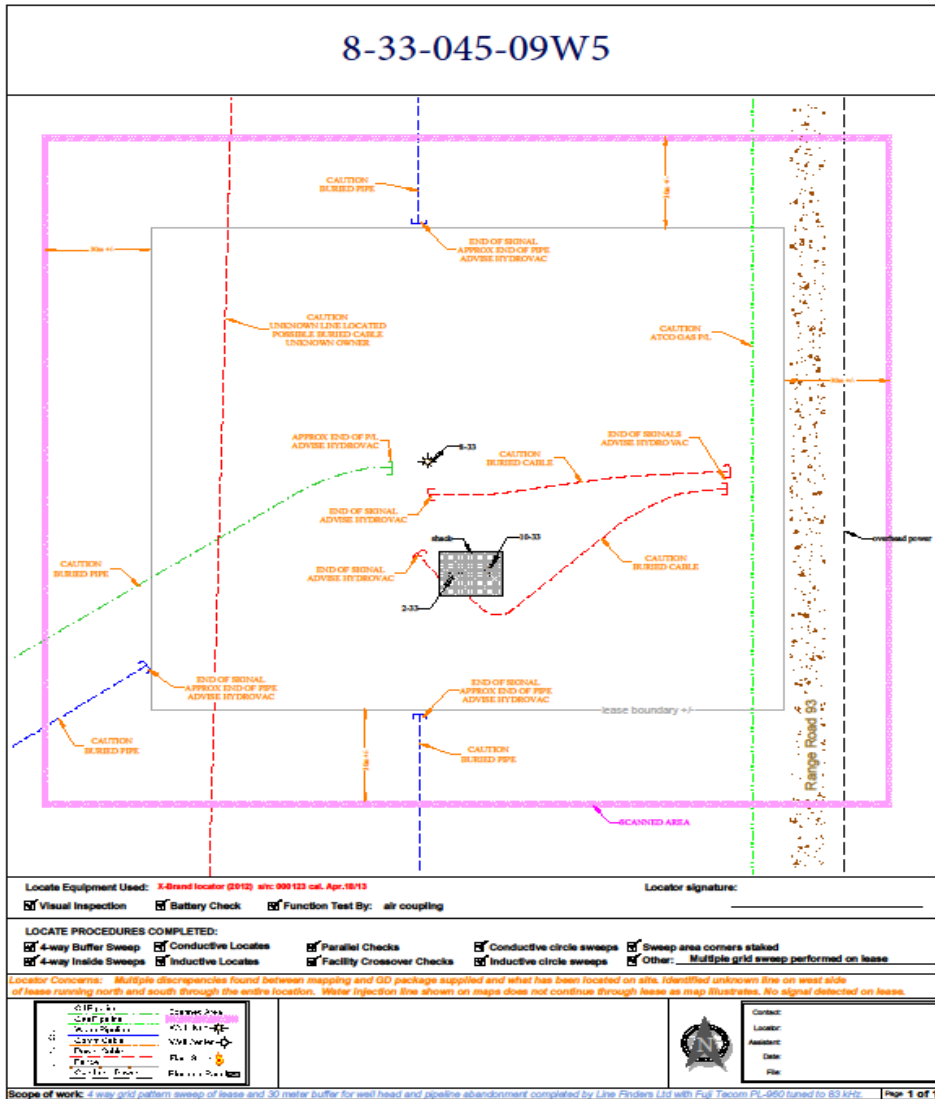 8-33-045-09W5
CAUTION
BURIED PIPE
30m +/-
END OF SIGNAL
APPROX END OF PIPE
ADVISE HYDROVAC
30m +/-
CAUTION
UNKNOWN LINE LOCATED
POSSIBLE BURIED CABLE
UNKNOWN OWNER
CAUTION
ATCO GAS P/L
30m +/-
APPROX END OF P/L
ADVISE HYDROVAC
8-33
END OF SIGNALS
ADVISE HYDRO VAC
CAUTION
BURIED CABLE
END OF SIGNAL
ADVISE HYDROVAC
shack
10-33
overhead power
CAUTION
BURIED PIPE
END OF SIGNAL
ADVISE HYDROVAC
CAUTION
BURIED CABLE
2-33
END OF SIGNAL
APPROX END OF PIPE
ADVISE HYDROVAC
END OF SIGNAL
APPROX END OF PIPE
ADVISE HYDROVAC
lease boundary +/-
Range Road 93
CAUTION
BURIED PIPE
CAUTION
BURIED PIPE
30m +/-
SCANNED AREA
Locate Equipment Used: X-Brand locator (2012) s/n: 000123 cal. Apr.18/13
Locator signature:
Visual Inspection Battery Check Function Test By: air coupling
LOCATE PROCEDURES COMPLETED:
4-way Buffer Sweep Conductive Locates Parallel Checks Conductive circle sweeps Sweep area corners staked
4-way Inside Sweeps Inductive Locates Facility Crossover Checks Inductive circle sweeps Other: Multiple grid sweep performed on lease
Locator Concerns: Multiple discrepancies found between mapping and GD package supplied and what has been located on site. Identified unknown line on west side
of lease running north and south through the entire location. Water injection line shown on maps does not continue through lease as map illustrates. No signal detected on lease.
N
Contact:
Locator:
Assistant:
Date:
File:
Scope of work: 4 way grid pattern sweep of lease and 30 meter buffer for well head and pipeline abandonment completed by Line Finders Ltd with Fuji Tecom PL-960 tuned to 83 kHz.
Page 1 of 1